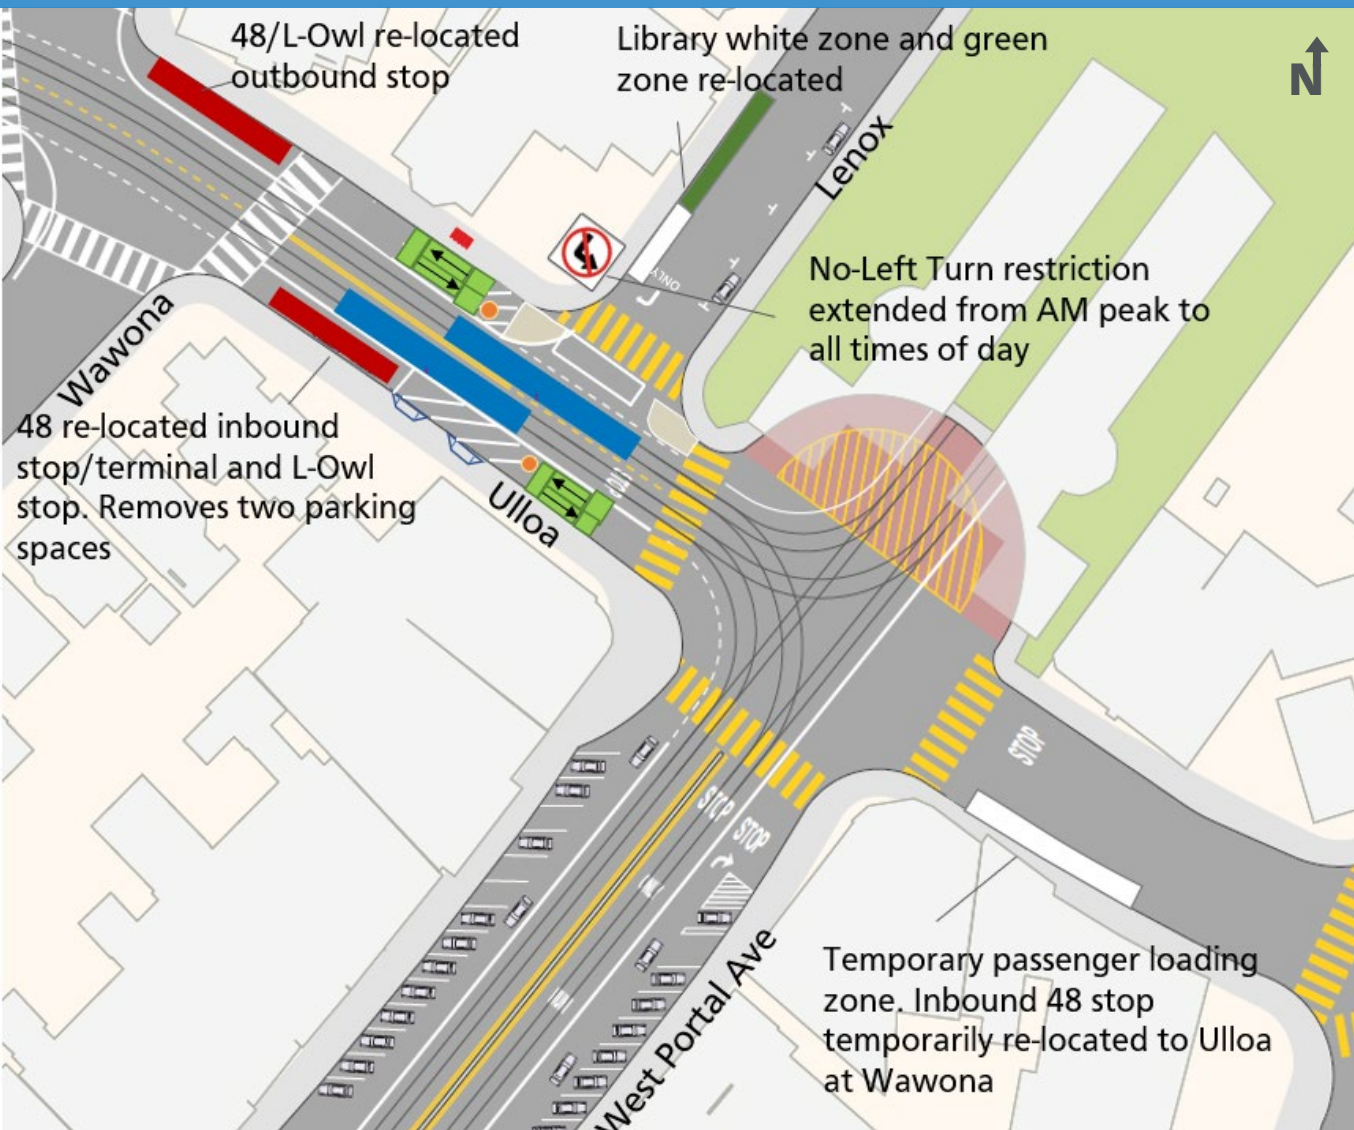 48/L-Owl re-located
outbound stop
Library white zone and green
zone re-located
N
Lenox
ONLY
No-Left Turn restriction
extended from AM peak to
all times of day
Wawona
48 re-located inbound
stop/terminal and L-Owl
stop. Removes two parking
spaces
Ulloa
STOP
STOP
STOP
STOP
West Portal Ave
Temporary passenger loading
zone. Inbound 48 stop
temporarily re-located to Ulloa
at Wawona